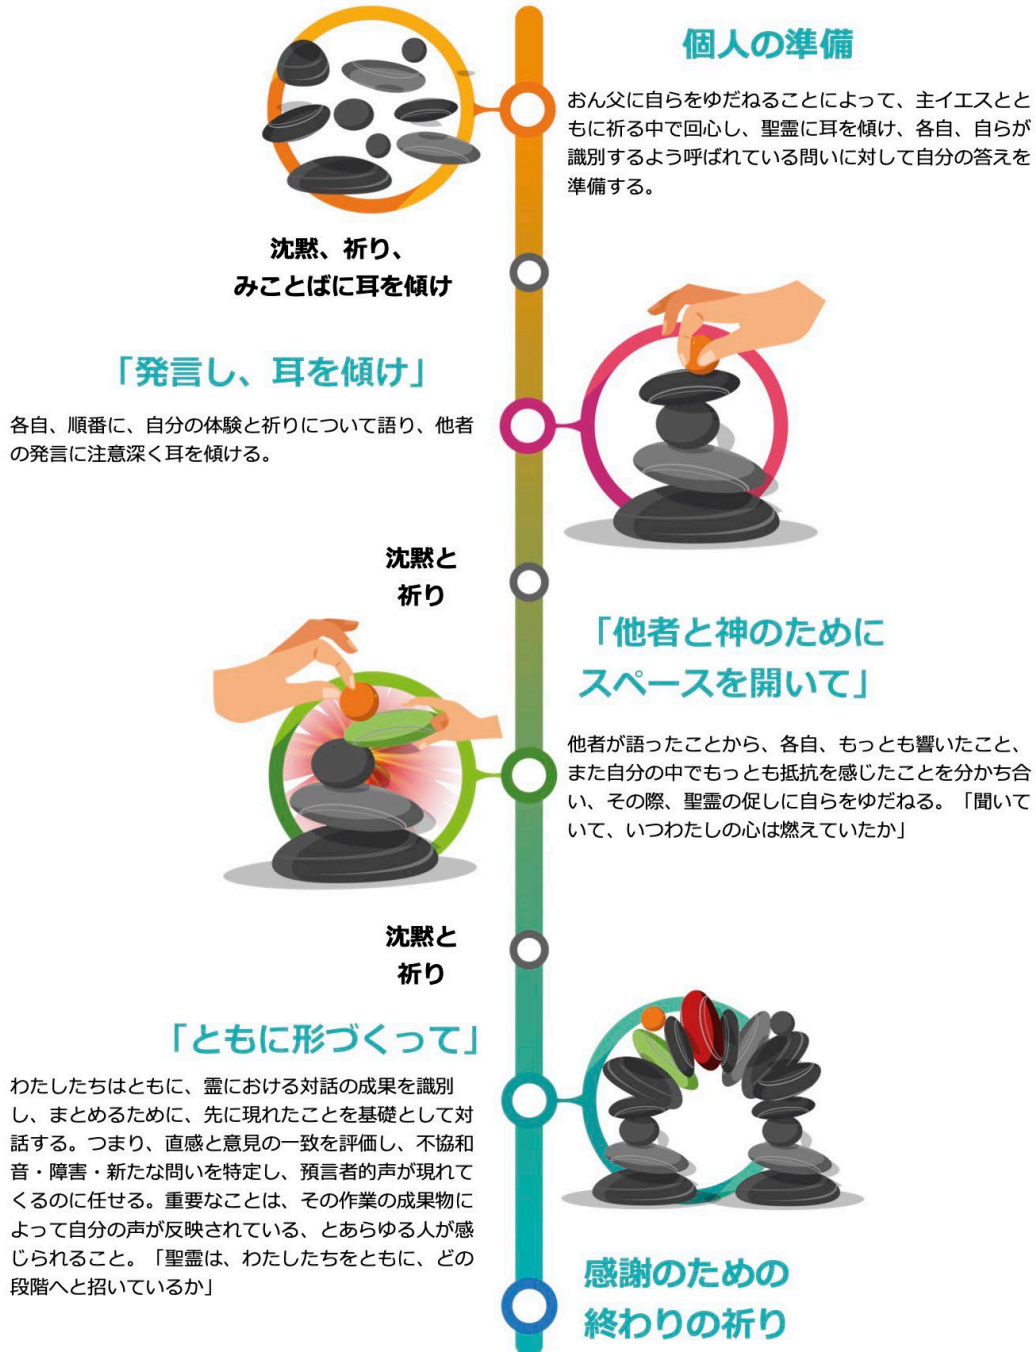 個人の準備
おん父に自らをゆだねることによって、主イエスとと
もに祈る中で回心し、聖霊に耳を傾け、各自、自らが
識別するよう呼ばれている問いに対して自分の答えを
準備する。
沈黙、祈り、
みことばに耳を傾け
「発言し、耳を傾け」
各自、順番に、自分の体験と祈りについて語り、他者
の発言に注意深く耳を傾ける。
沈黙と
祈り
「他者と神のために
スペースを開いて」
他者が語ったことから、各自、もっとも響いたこと、
また自分の中でもっとも抵抗を感じたことを分かち合
い、その際、聖霊の促しに自らをゆだねる。「聞いて
いて、いつわたしの心は燃えていたか」
沈黙と
祈り
「ともに形づくって」
わたしたちはともに、霊における対話の成果を識別
し、まとめるために、先に現れたことを基礎として対
話する。つまり、直感と意見の一致を評価し、不協和
音・障害・新たな問いを特定し、預言者的声が現れて
くるのに任せる。重要なことは、その作業の成果物に
よって自分の声が反映されている、とあらゆる人が感
じられること。「聖霊は、わたしたちをともに、どの
段階へと招いているか」
感謝のための
終わりの祈り